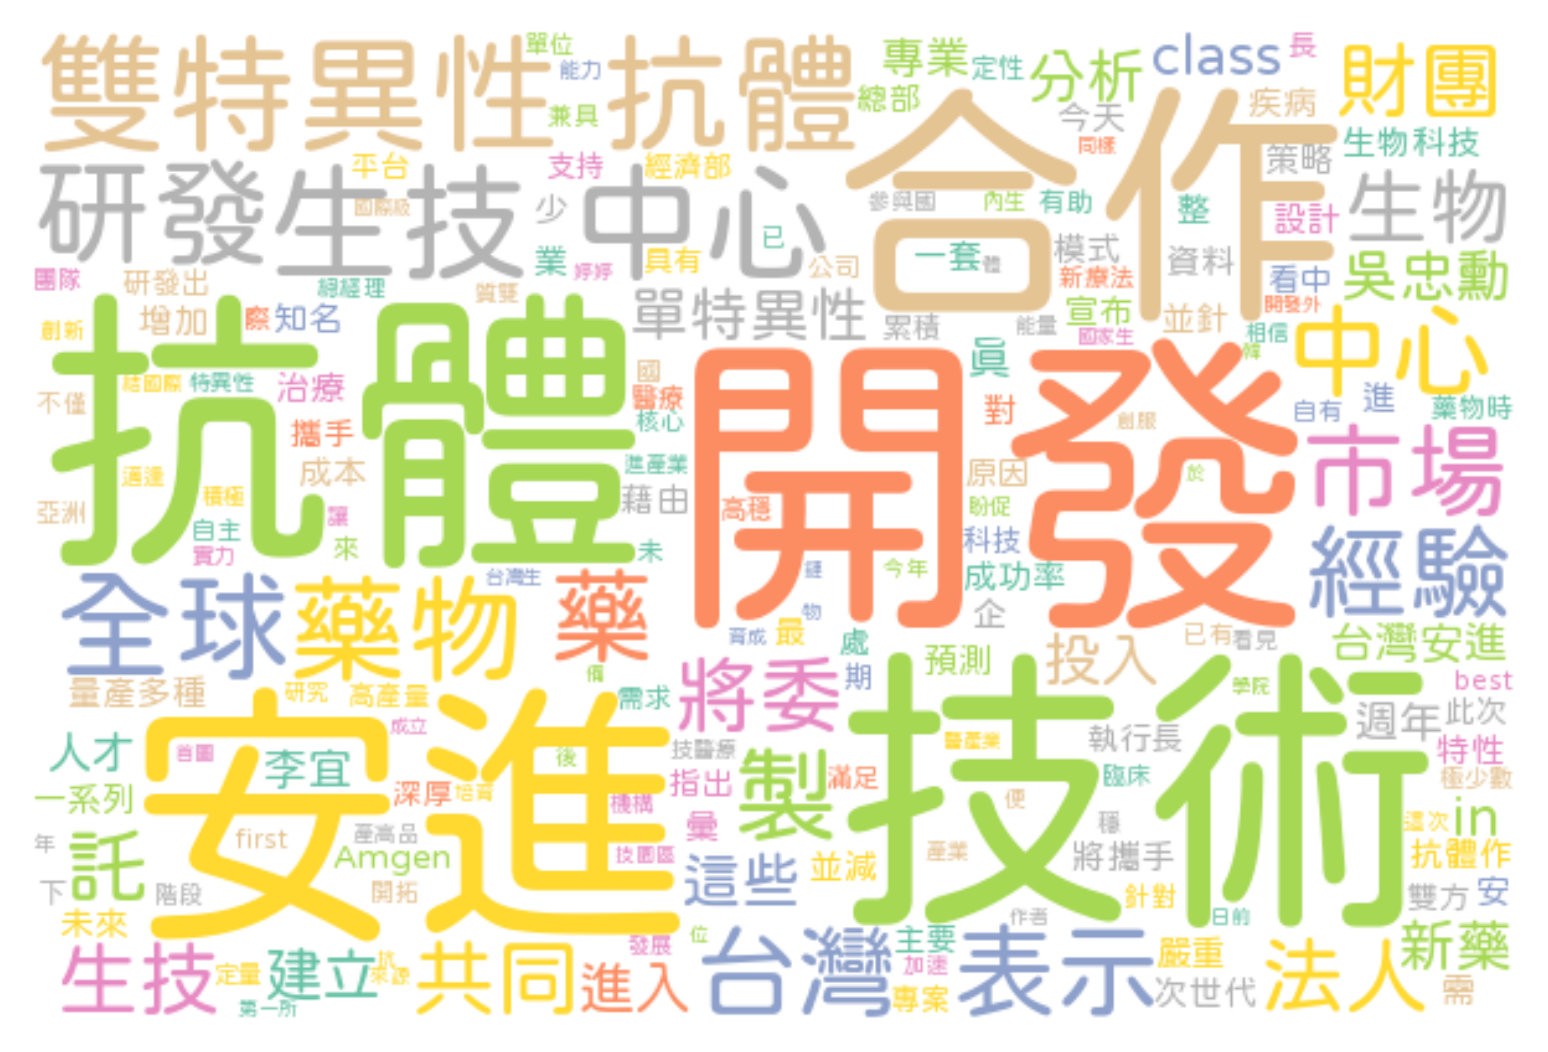 雙特異性抗體 單位 專業 定性 分析 class 長 財團
能力 總部 今天 疾病
兼具 同樣 策略 生物科技
研發生技中心 平台 支持 經濟部 合作 有助 生物
國際級 少 已 參與國 內生 整 設計
業 婷婷 具有 公司 一套 體 模式 資料 看中 吳忠勳
團隊 研發出 總經理 質雙 新療法 開發外
創新 增加 際 知名 單特異性 累積 能量 宣布 並針 相信 中心
抗體 國家生 韓
結國際 特異性 治療 國 開發 真 進
不僅 醫療 核心 對 創服 自有 藥物時
攜手 市場
邁進 積極 成本 進產業 原因 於
亞洲 自主 讓 藉由 高穩 盼促
實力 來 未 科技 經驗
全球 藥物 台灣生 藥 鏈 今年 成功率
物 企
育成 最 處 已有 看見 台灣安進
量產多種 研究 高產量 需求 將委 期 預測 投入 學院 best
安進 成立 技術 週年 此次
人才 首園 李宜 後 技醫療 醫產業 執行長 特性
一系列 深厚 培育 機構 指出 製 滿足 便 臨床 極少數
年 託 first 產高品 彙 穩 這次 in
Amgen 技園區 產業 將攜手 抗體作
下 階段 開拓 這些 並減 針對 雙方 安
未來 作者 日前
生技 定量 建立 抗 來源 共同 發展 位 台灣 主要 表示 嚴重 新藥
第一所 進入 加速 專案 次世代 法人 需